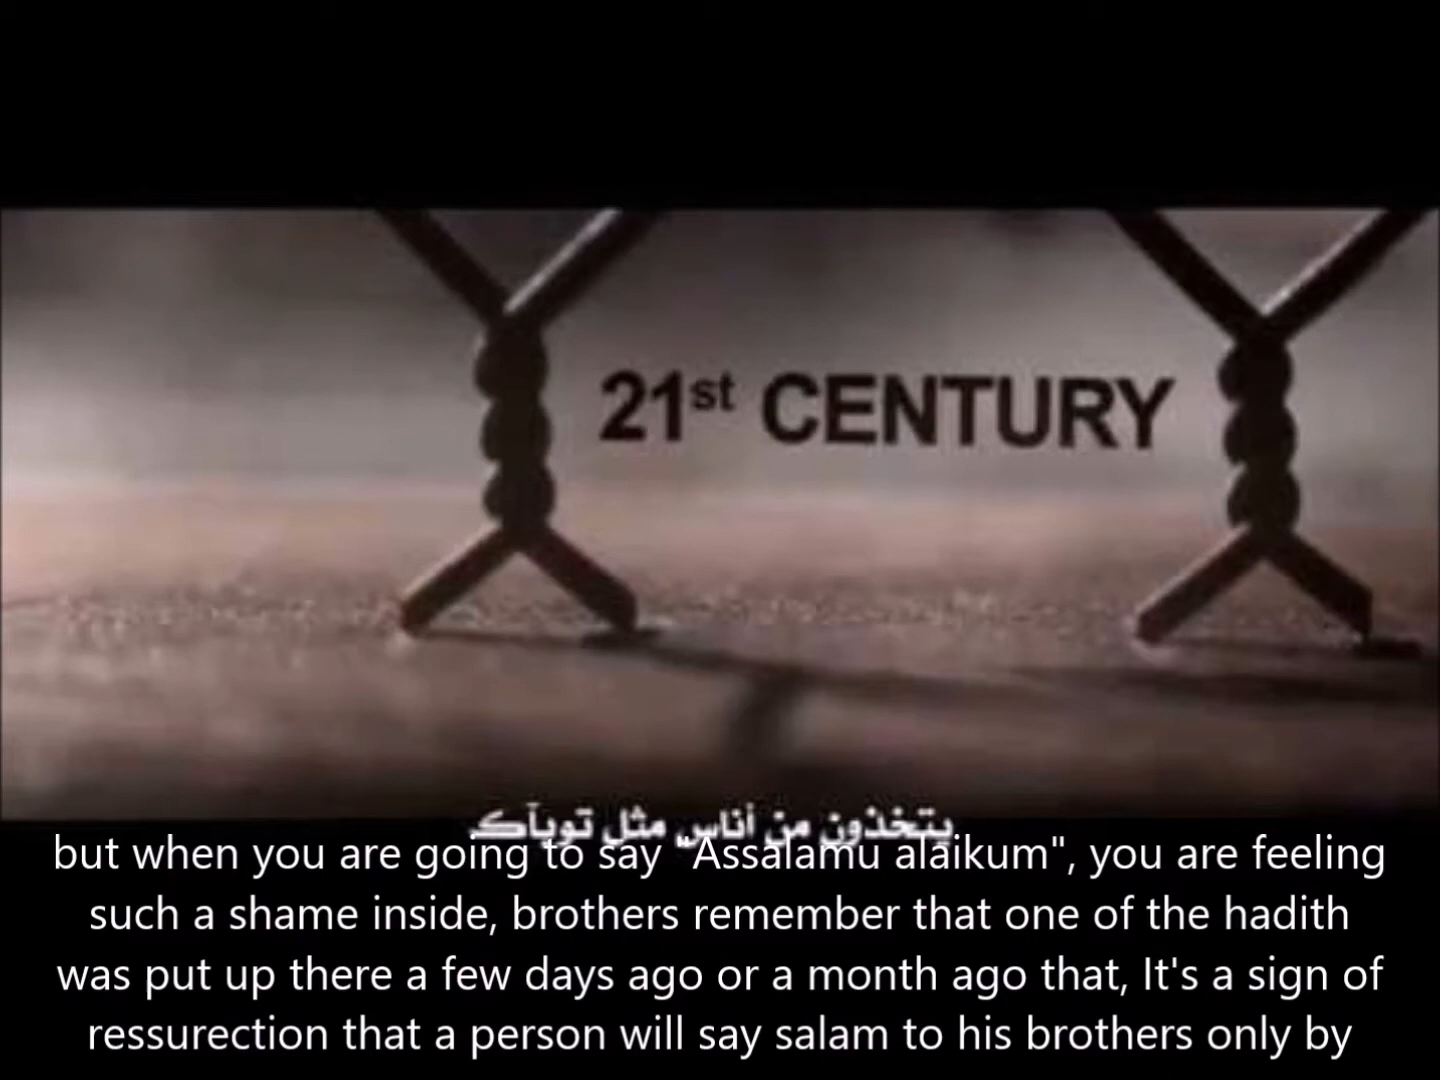 21st CENTURY
يتخذون من أناس مثل توبآك
but when you are going to say "Assalamu alaikum", you are feeling
such a shame inside, brothers remember that one of the hadith
was put up there a few days ago or a month ago that, It's a sign of
ressurection that a person will say salam to his brothers only by